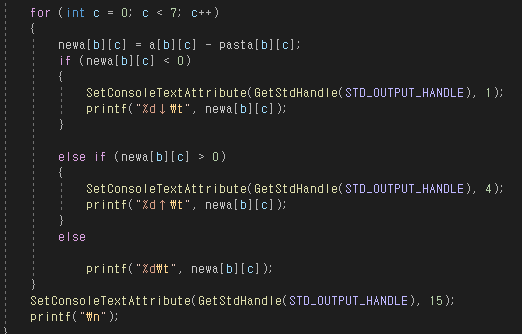 for (int c = 0; c < 7; c++)
{
newa[b][c] = a[b][c] - pasta[b][c];
if (newa[b][c] < 0)
{
SetConsoleTextAttribute(GetStdHandle(STD_OUTPUT_HANDLE), 1);
printf("%d↓₩t", newa[b][c]);
}
else if (newa[b][c] > 0)
{
SetConsoleTextAttribute(GetStdHandle(STD_OUTPUT_HANDLE), 4);
printf("%d↑₩t", newa[b][c]);
}
else
printf("%d₩t", newa[b][c]);
}
SetConsoleTextAttribute(GetStdHandle(STD_OUTPUT_HANDLE), 15);
printf("₩n");
}